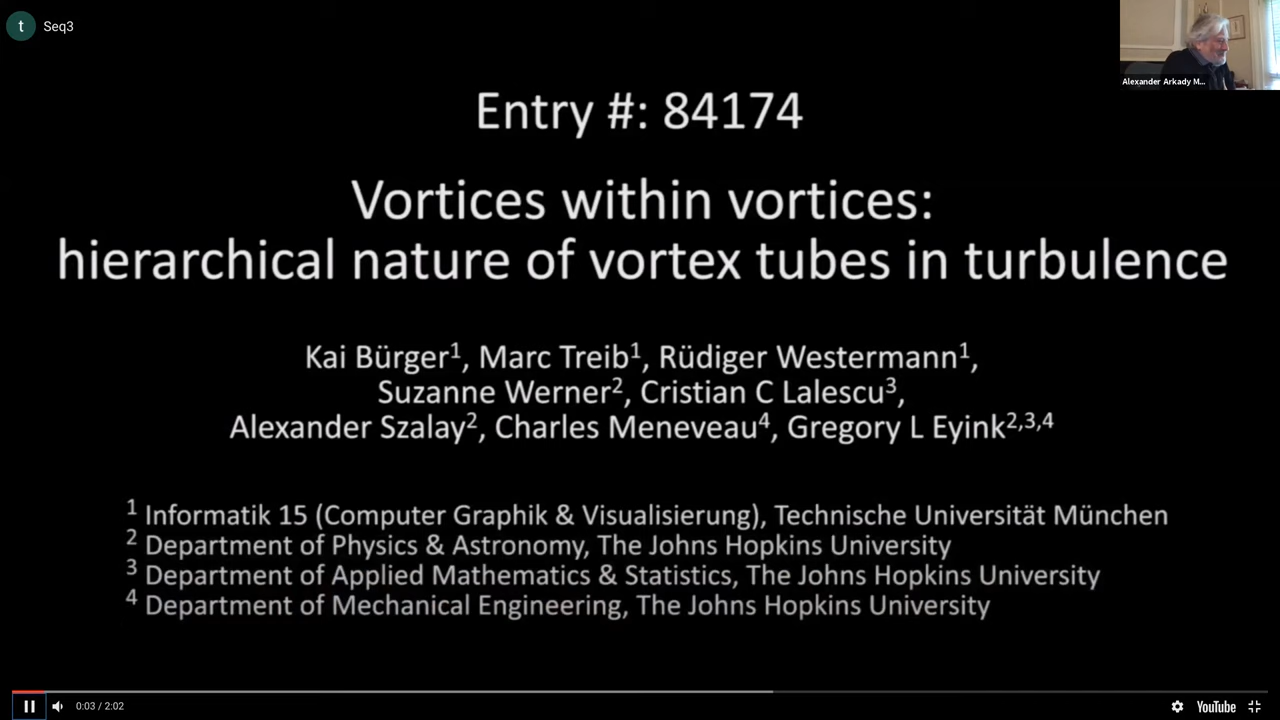 t
Seq3
Alexander Arkady M...
Entry #: 84174
Vortices within vortices:
hierarchical nature of vortex tubes in turbulence
Kai Bürger1, Marc Treib1, Rüdiger Westermann1,
Suzanne Werner2, Cristian C Lalescu3,
Alexander Szalay2, Charles Meneveau4, Gregory L Eyink2,3,4
1 Informatik 15 (Computer Graphik & Visualisierung), Technische Universität München
2 Department of Physics & Astronomy, The Johns Hopkins University
3 Department of Applied Mathematics & Statistics, The Johns Hopkins University
4 Department of Mechanical Engineering, The Johns Hopkins University
0:03 / 2:02
YouTube